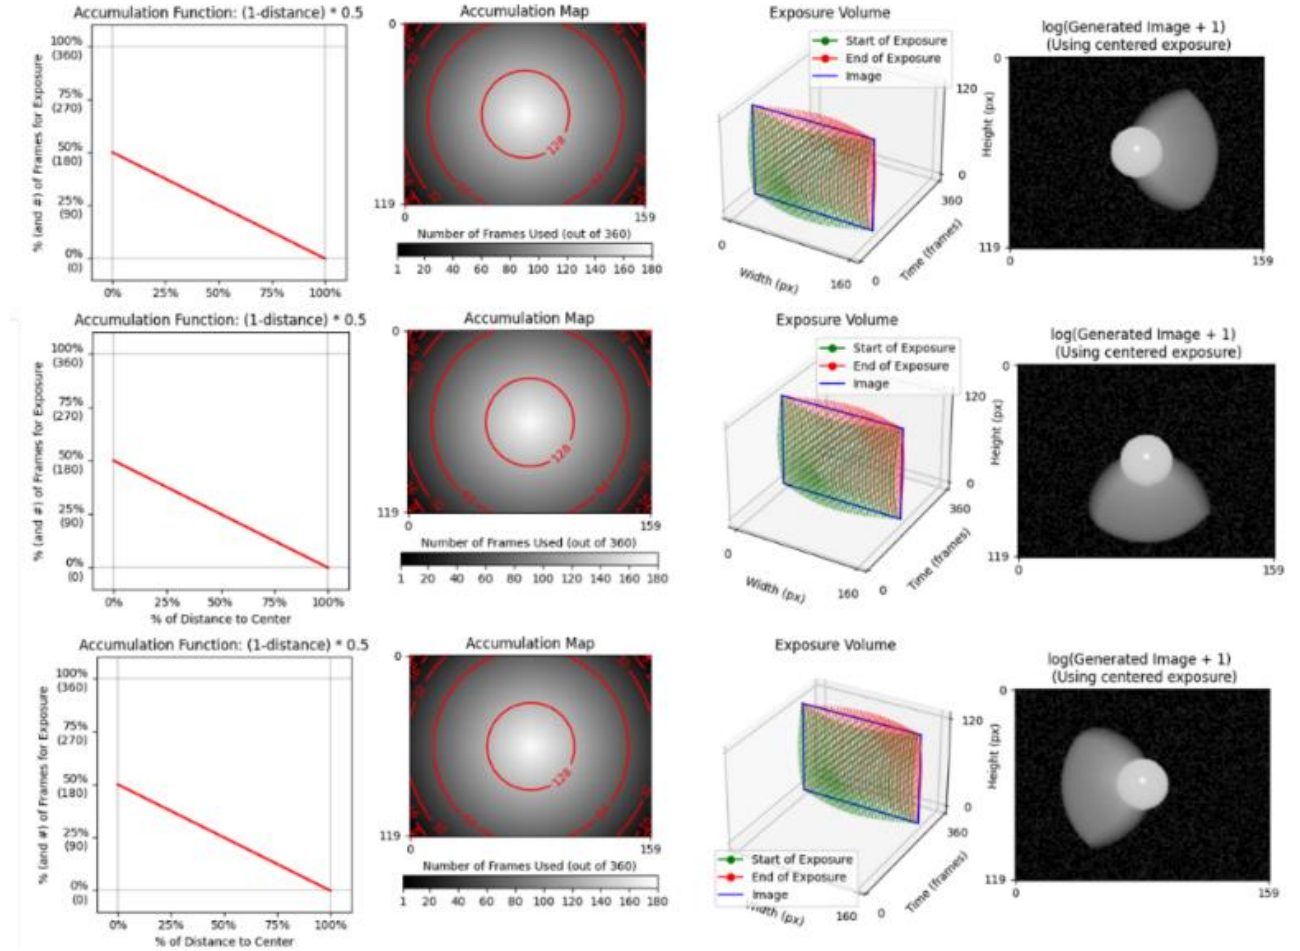 Accumulation Function: (1-distance) * 0.5
% (and #) of Frames for Exposure
100%
(360)
75%
(270)
50%
(180)
25%
(90)
0%
(0)
0% 25% 50% 75% 100%
Accumulation Map
0
128
119
0 159
Number of Frames Used (out of 360)
1 20 40 60 80 100 120 140 160 180
Exposure Volume
Start of Exposure
End of Exposure
Image
120
0
Height (px)
360
0
Time (frames)
0
160
Width (px)
log(Generated Image + 1)
(Using centered exposure)
0
119
0 159
Accumulation Function: (1-distance) * 0.5
% (and #) of Frames for Exposure
100%
(360)
75%
(270)
50%
(180)
25%
(90)
0%
(0)
0% 25% 50% 75% 100%
% of Distance to Center
Accumulation Map
0
128
119
0 159
Number of Frames Used (out of 360)
1 20 40 60 80 100 120 140 160 180
Exposure Volume
Start of Exposure
End of Exposure
Image
120
0
Height (px)
360
0
Time (frames)
0
160
Width (px)
log(Generated Image + 1)
(Using centered exposure)
0
119
0 159
Accumulation Function: (1-distance) * 0.5
% (and #) of Frames for Exposure
100%
(360)
75%
(270)
50%
(180)
25%
(90)
0%
(0)
0% 25% 50% 75% 100%
% of Distance to Center
Accumulation Map
0
128
119
0 159
Number of Frames Used (out of 360)
1 20 40 60 80 100 120 140 160 180
Exposure Volume
120
0
Height (px)
360
0
Time (frames)
Start of Exposure
End of Exposure
Image
160
Width (px)
log(Generated Image + 1)
(Using centered exposure)
0
119
0 159